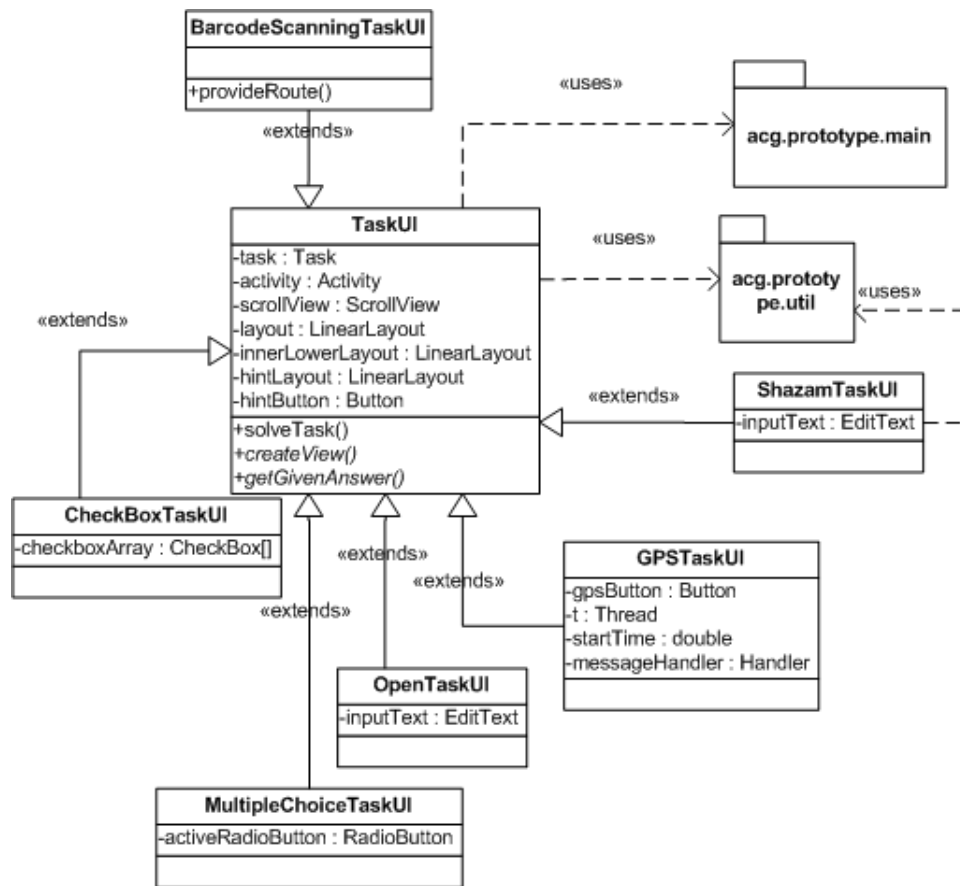 BarcodeScanningTaskUI
+provideRoute()
«extends»
«uses»
acg.prototype.main
TaskUI
-task : Task
-activity : Activity
-scrollView : ScrollView
-layout : LinearLayout
-innerLowerLayout : LinearLayout
-hintLayout : LinearLayout
-hintButton : Button
+solveTask()
+createView()
+getGivenAnswer()
«uses»
acg.prototy
pe.util
«uses»
«extends»
«extends»
ShazamTaskUI
-inputText : EditText
CheckBoxTaskUI
-checkboxArray : CheckBox[]
«extends»
«extends»
«extends»
GPSTaskUI
-gpsButton : Button
-t : Thread
-startTime : double
-messageHandler : Handler
OpenTaskUI
-inputText : EditText
MultipleChoiceTaskUI
-activeRadioButton : RadioButton